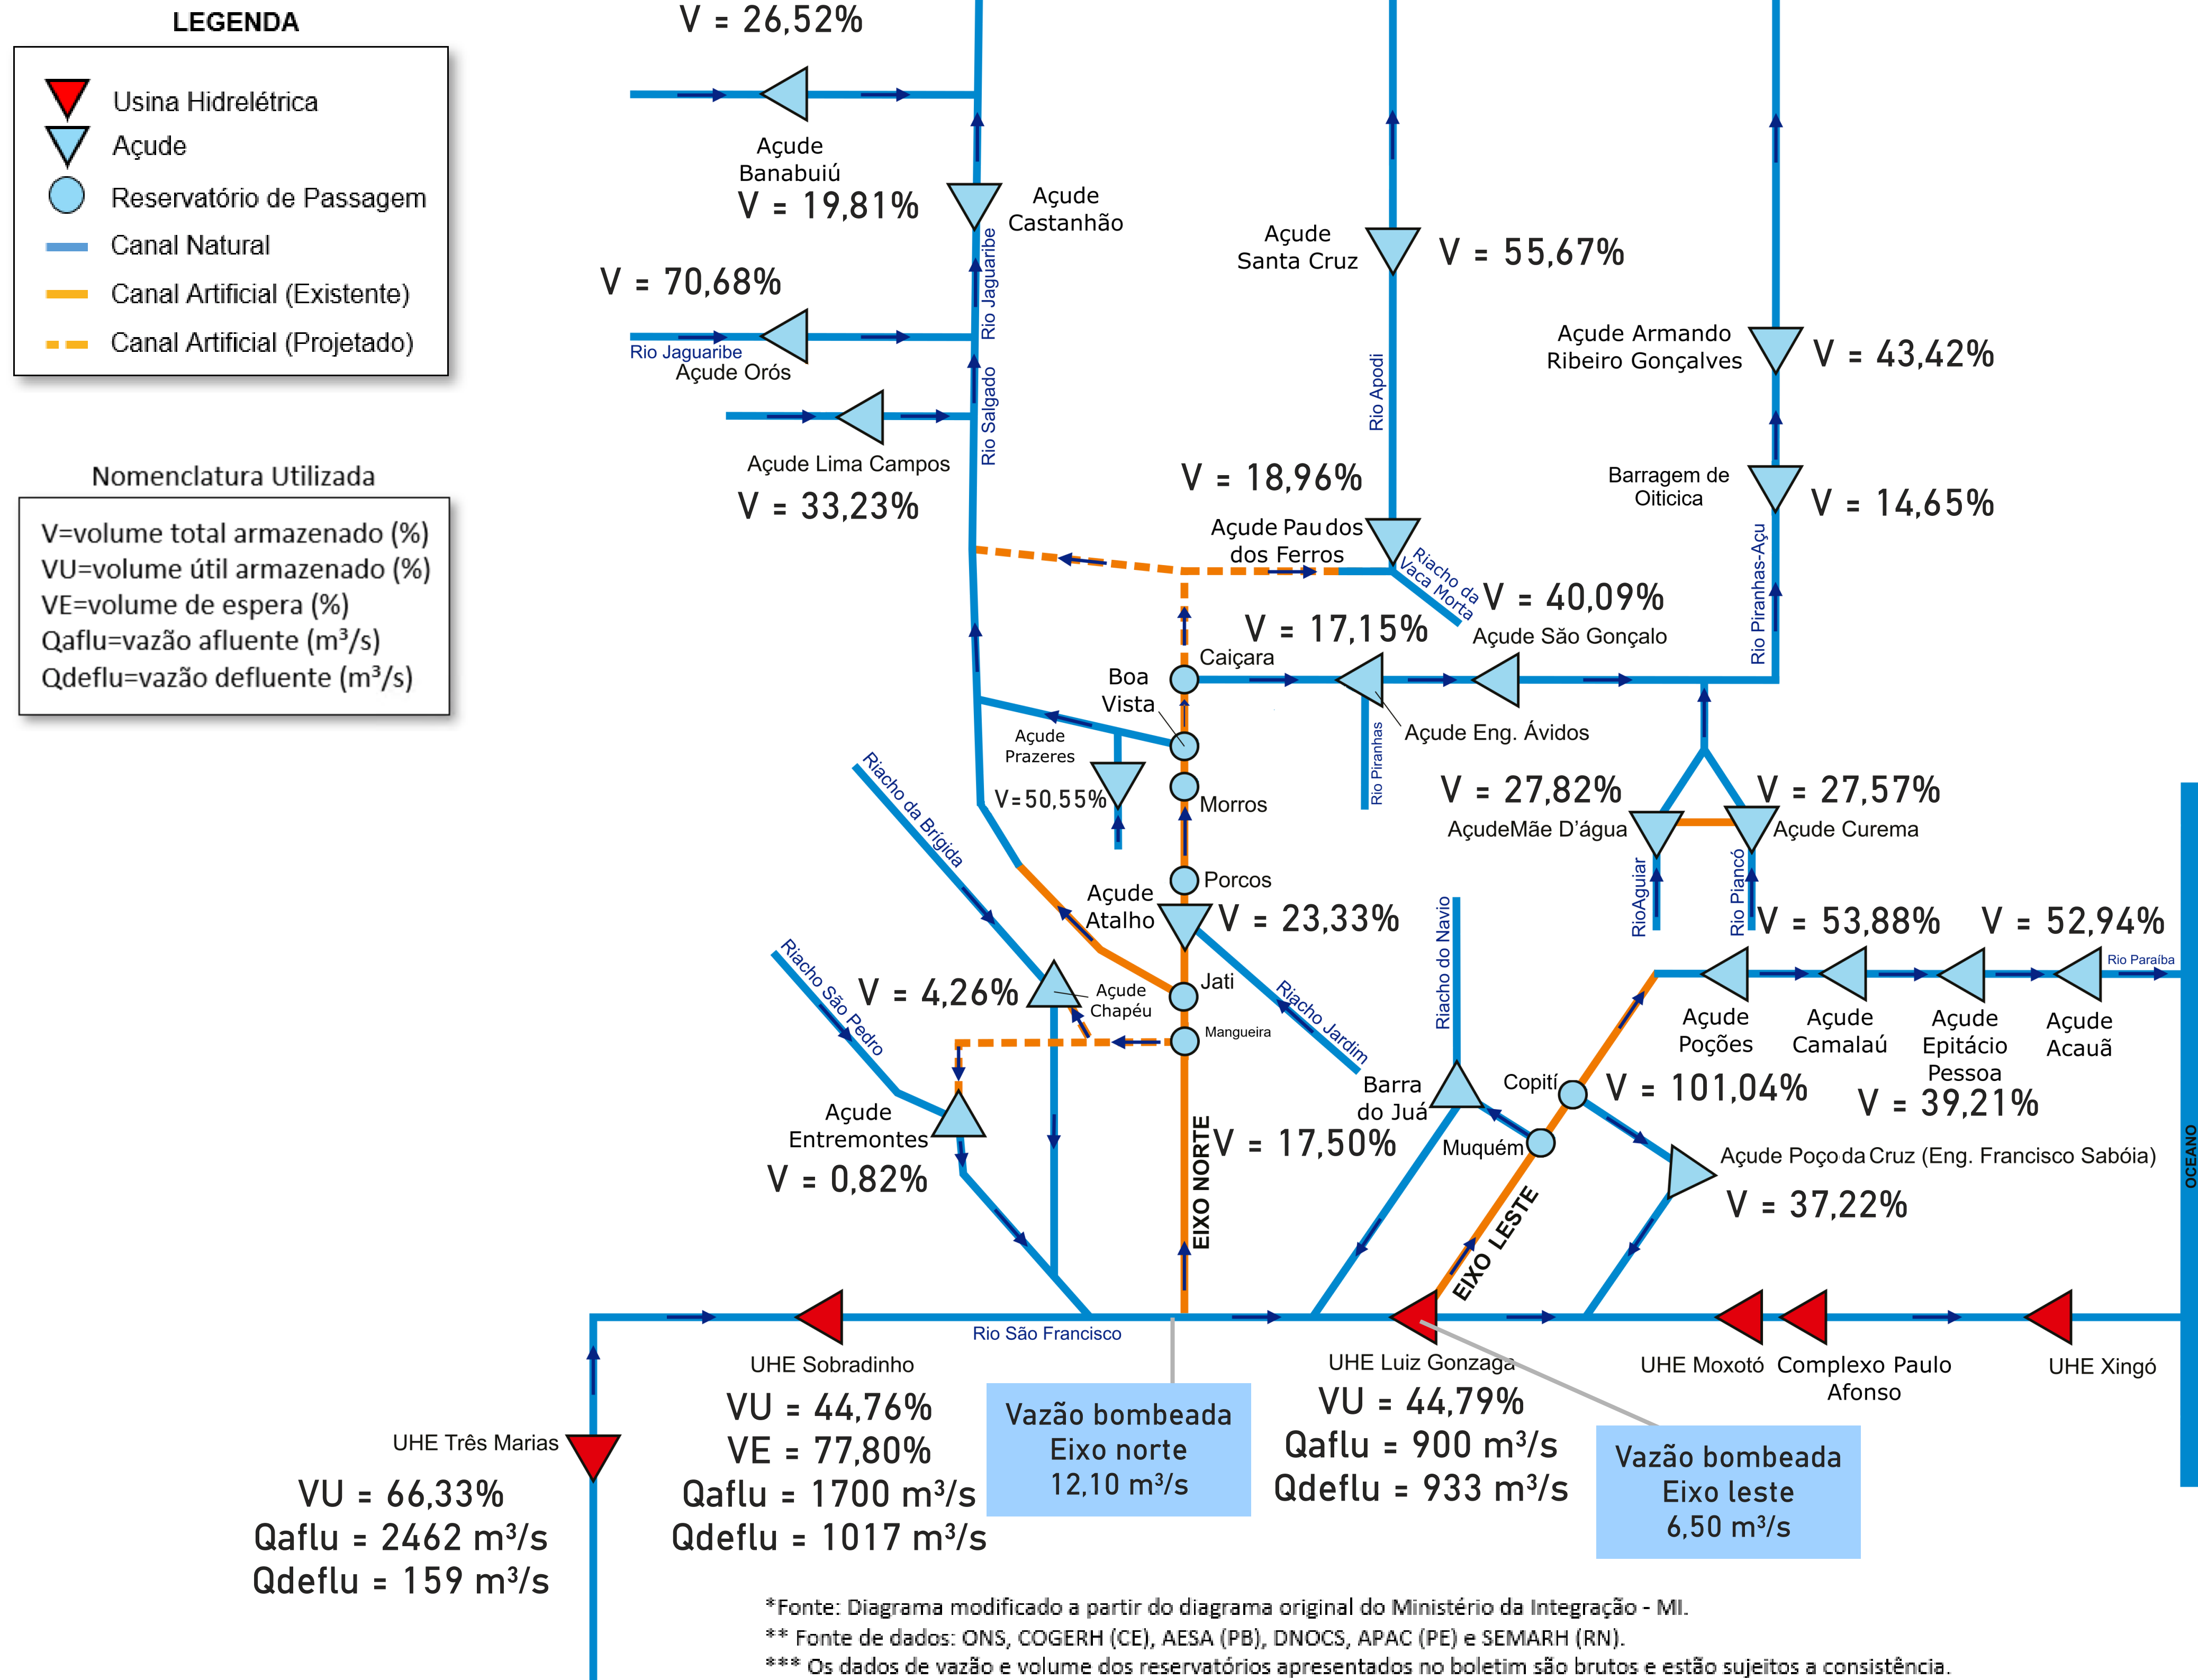 LEGENDA
Usina Hidrelétrica
Açude
Reservatório de Passagem
Canal Natural
Canal Artificial (Existente)
Canal Artificial (Projetado)
Nomenclatura Utilizada
V=volume total armazenado (%)
VU=volume útil armazenado (%)
VE=volume de espera (%)
Qaflu=vazão afluente (m³/s)
Qdeflu=vazão defluente (m³/s)
V = 26,52%
Açude
Banabuiú
V = 19,81%
Açude
Castanhão
Rio Jaguaribe
V = 70,68%
Rio Jaguaribe
Açude Orós
Rio Salgado
Açude Lima Campos
V = 33,23%
Açude
Santa Cruz
V = 55,67%
Rio Apodi
Açude Armando
Ribeiro Gonçalves
V = 43,42%
Barragem de
Oiticica
V = 14,65%
Rio Piranhas-Açu
V = 18,96%
Açude Pau dos
dos Ferros
Riacho da
Vaca Morta
V = 40,09%
Açude São Gonçalo
V = 17,15%
Caiçara
Boa
Vista
Açude Eng. Ávidos
Rio Piranhas
Açude
Prazeres
V=50,55%
Morros
V = 27,82%
AçudeMãe D'água
V = 27,57%
Açude Curema
RioAguiar
Rio Piancó
Riacho da Brígida
Porcos
Açude
Atalho
V = 23,33%
Riacho São Pedro
V = 4,26%
Açude
Chapéu
Jati
Mangueira
Riacho Jardim
Riacho do Navio
V = 53,88%
V = 52,94%
Rio Paraíba
Açude
Poções
Açude
Camalaú
Açude
Epitácio
Pessoa
Açude
Acauã
V = 101,04%
V = 39,21%
Copití
Barra
do Juá
V = 17,50%
Muquém
Açude Poço da Cruz (Eng. Francisco Sabóia)
V = 37,22%
Açude
Entremontes
V = 0,82%
EIXO NORTE
EIXO LESTE
OCEANO
Rio São Francisco
UHE Sobradinho
VU = 44,76%
VE = 77,80%
Qaflu = 1700 m³/s
Qdeflu = 1017 m³/s
UHE Três Marias
VU = 66,33%
Qaflu = 2462 m³/s
Qdeflu = 159 m³/s
Vazão bombeada
Eixo norte
12,10 m³/s
UHE Luiz Gonzaga
VU = 44,79%
Qaflu = 900 m³/s
Qdeflu = 933 m³/s
Vazão bombeada
Eixo leste
6,50 m³/s
UHE Moxotó
Complexo Paulo
Afonso
UHE Xingó
*Fonte: Diagrama modificado a partir do diagrama original do Ministério da Integração - MI.
** Fonte de dados: ONS, COGERH (CE), AESA (PB), DNOCS, APAC (PE) e SEMARH (RN).
*** Os dados de vazão e volume dos reservatórios apresentados no boletim são brutos e estão sujeitos a consistência.